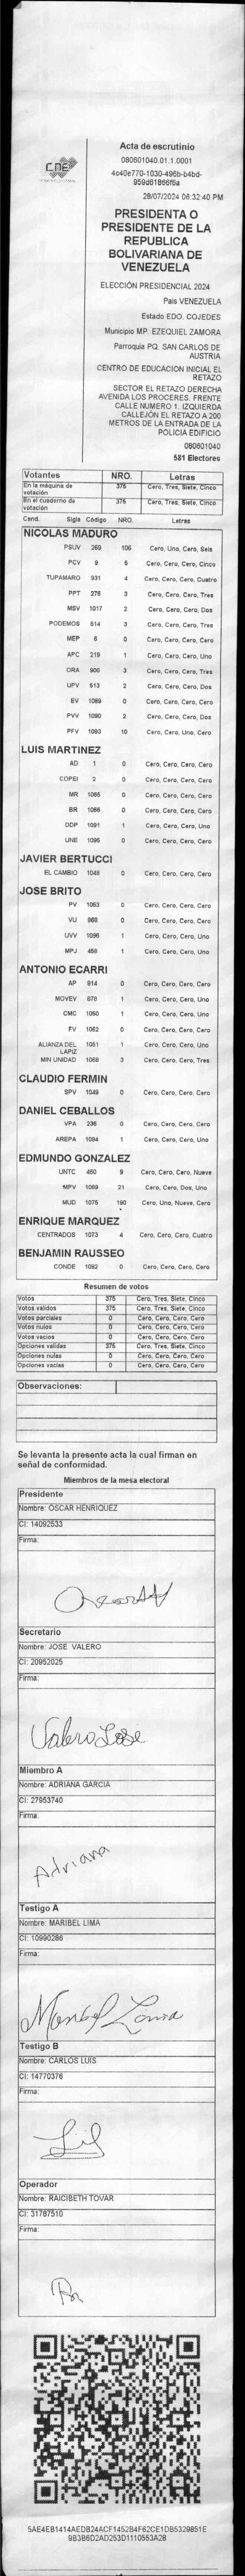 CNE
Acta de escrutinio
080601040.01.1.0001
4c40e770-1030-496b-b4bd-
959d61866f6a
28/07/2024 06:32:40 PM
PRESIDENTA O
PRESIDENTE DE LA
REPUBLICA
BOLIVARIANA DE
VENEZUELA
ELECCIÓN PRESIDENCIAL 2024
País VENEZUELA
Estado EDO. COJEDES
Municipio MP. EZEQUIEL ZAMORA
Parroquia PQ. SAN CARLOS DE
AUSTRIA
CENTRO DE EDUCACION INICIAL EL
RETAZO
SECTOR EL RETAZO DERECHA
AVENIDA LOS PROCERES. FRENTE
CALLE NUMERO 1. IZQUIERDA
CALLEJÓN EL RETAZO A 200
METROS DE LA ENTRADA DE LA
POLICIA EDIFICIO
080601040
581 Electores
Votantes NRO. Letras
En la máquina de votación 375 Cero, Tres, Siete, Cinco
En el cuaderno de votación 375 Cero, Tres, Siete, Cinco
Cand. Sigla Código NRO. Letras
NICOLAS MADURO
PSUV 269 106 Cero, Uno, Cero, Seis
PCV 9 5 Cero, Cero, Cero, Cinco
TUPAMARO 931 4 Cero, Cero, Cero, Cuatro
PPT 276 3 Cero, Cero, Cero, Tres
MSV 1017 2 Cero, Cero, Cero, Dos
PODEMOS 514 3 Cero, Cero, Cero, Tres
MEP 6 0 Cero, Cero, Cero, Cero
APC 219 1 Cero, Cero, Cero, Uno
ORA 906 3 Cero, Cero, Cero, Tres
UPV 513 2 Cero, Cero, Cero, Dos
EV 1089 0 Cero, Cero, Cero, Cero
PVV 1090 2 Cero, Cero, Cero, Dos
PFV 1093 10 Cero, Cero, Uno, Cero
LUIS MARTINEZ
AD 1 0 Cero, Cero, Cero, Cero
COPEI 2 0 Cero, Cero, Cero, Cero
MR 1065 0 Cero, Cero, Cero, Cero
BR 1066 0 Cero, Cero, Cero, Cero
DDP 1091 1 Cero, Cero, Cero, Uno
UNE 1095 0 Cero, Cero, Cero, Cero
JAVIER BERTUCCI
EL CAMBIO 1048 0 Cero, Cero, Cero, Cero
JOSE BRITO
PV 1063 0 Cero, Cero, Cero, Cero
VU 868 0 Cero, Cero, Cero, Cero
UVV 1096 1 Cero, Cero, Cero, Uno
MPJ 458 1 Cero, Cero, Cero, Uno
ANTONIO ECARRI
AP 914 0 Cero, Cero, Cero, Cero
MOVEV 878 1 Cero, Cero, Cero, Uno
CMC 1050 1 Cero, Cero, Cero, Uno
FV 1062 0 Cero, Cero, Cero, Cero
ALIANZA DEL LAPIZ 1051 1 Cero, Cero, Cero, Uno
MIN UNIDAD 1068 3 Cero, Cero, Cero, Tres
CLAUDIO FERMIN
SPV 1049 0 Cero, Cero, Cero, Cero
DANIEL CEBALLOS
VPA 236 0 Cero, Cero, Cero, Cero
AREPA 1094 1 Cero, Cero, Cero, Uno
EDMUNDO GONZALEZ
UNTC 460 9 Cero, Cero, Cero, Nueve
MPV 1069 21 Cero, Cero, Dos, Uno
MUD 1075 190 Cero, Uno, Nueve, Cero
ENRIQUE MARQUEZ
CENTRADOS 1073 4 Cero, Cero, Cero, Cuatro
BENJAMIN RAUSSEO
CONDE 1082 0 Cero, Cero, Cero, Cero
Resumen de votos
Votos 375 Cero, Tres, Siete, Cinco
Votos validos 375 Cero, Tres, Siete, Cinco
Votos parciales 0 Cero, Cero, Cero, Cero
Votos nulos 0 Cero, Cero, Cero, Cero
Votos vacios 0 Cero, Cero, Cero, Cero
Opciones validas 375 Cero, Tres, Siete, Cinco
Opciones nulas 0 Cero, Cero, Cero, Cero
Opciones vacias 0 Cero, Cero, Cero, Cero
Observaciones:
Se levanta la presente acta la cual firman en
señal de conformidad.
Miembros de la mesa electoral
Presidente
Nombre: OSCAR HENRIQUEZ
CI: 14092533
Firma:
Secretario
Nombre: JOSE VALERO
CI: 20952025
Firma:
Valero Jose
Miembro A
Nombre: ADRIANA GARCIA
CI: 27953740
Firma:
Adriana
Testigo A
Nombre: MARIBEL LIMA
CI: 10990286
Firma:
Maribel Lima
Testigo B
Nombre: CARLOS LUIS
CI: 14770376
Firma:
Operador
Nombre: RAICIBETH TOVAR
CI: 31787510
Firma:
5AE4EB1414AEDB24ACF1452B4F62CE1DB5329851E
9B3B6D2AD253D1110553A28